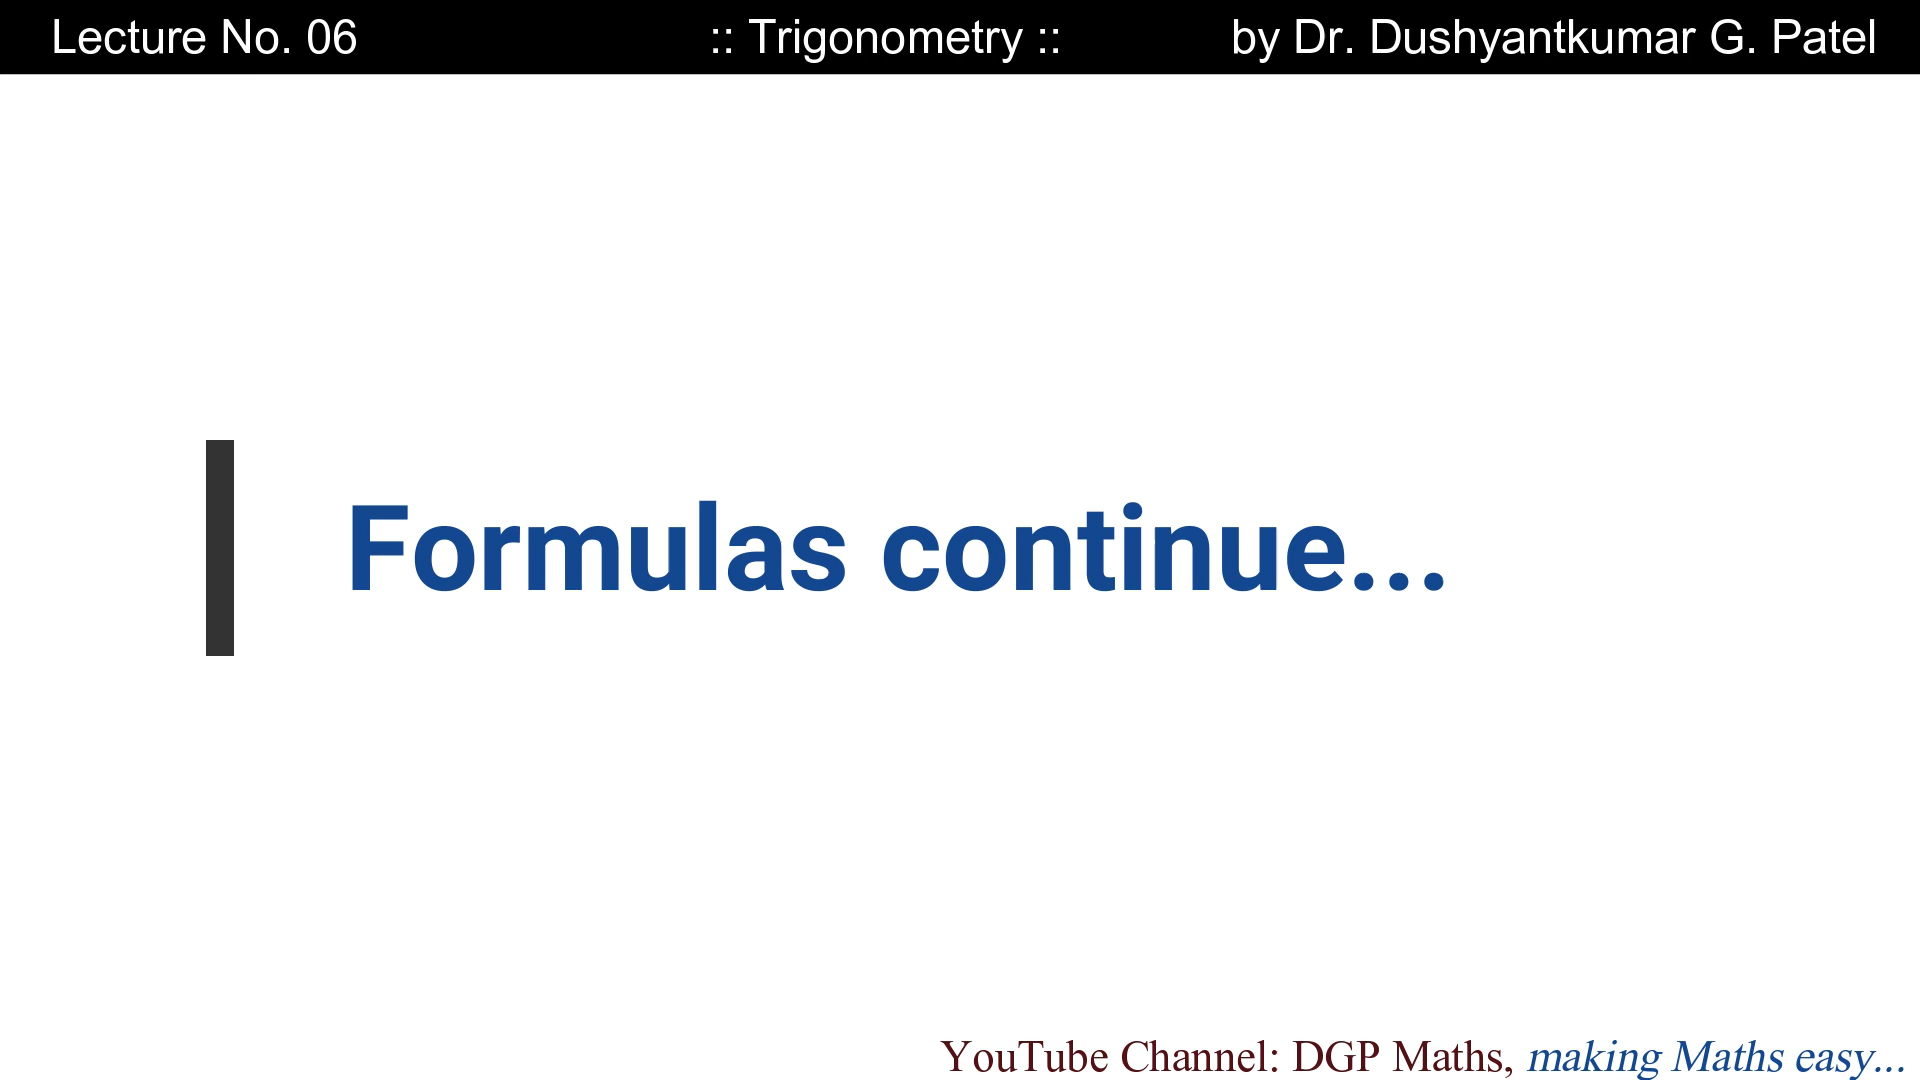 Lecture No. 06 :: Trigonometry :: by Dr. Dushyantkumar G. Patel
Formulas continue...
YouTube Channel: DGP Maths, making Maths easy...